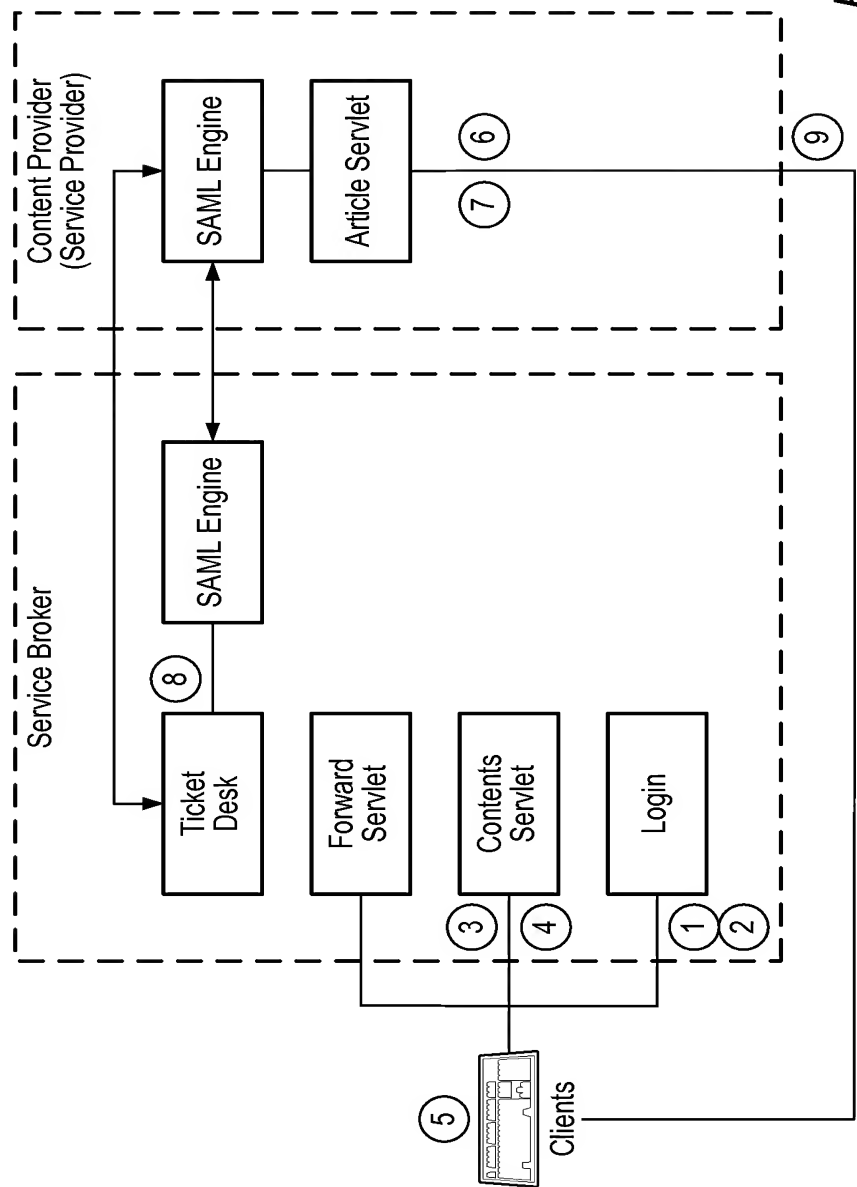 Service Broker
Content Provider
(Service Provider)
Ticket
Desk
8
SAML Engine
SAML Engine
Forward
Servlet
Article Servlet
5
3
Contents
Servlet
4
7
6
Clients
Login
1
2
9